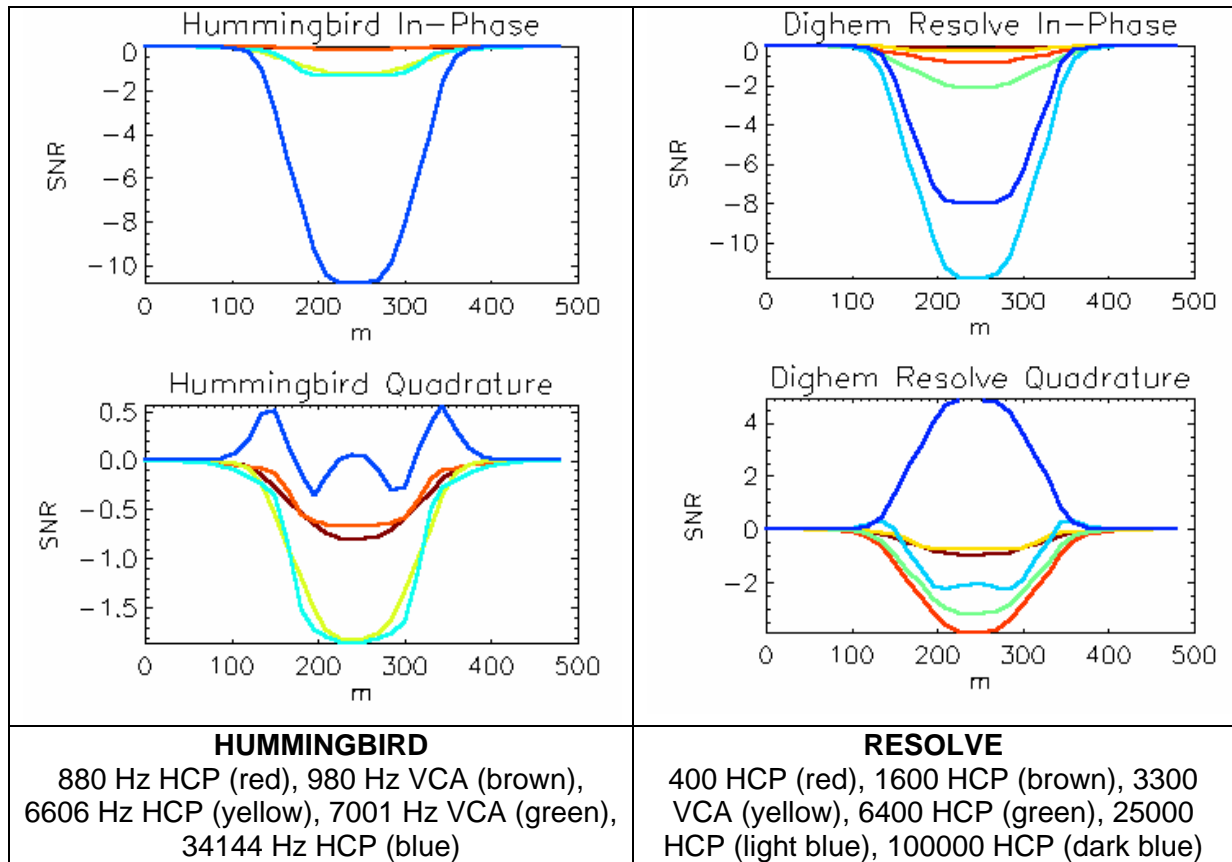 Hummingbird In-Phase
0
-2
-4
-6
-8
-10
SNR
0 100 200 300 400 500
m
Hummingbird Quadrature
0.5
0.0
-0.5
-1.0
-1.5
SNR
0 100 200 300 400 500
m
Dighem Resolve In-Phase
0
-2
-4
-6
-8
-10
SNR
0 100 200 300 400 500
m
Dighem Resolve Quadrature
4
2
0
-2
SNR
0 100 200 300 400 500
m
HUMMINGBIRD
880 Hz HCP (red), 980 Hz VCA (brown),
6606 Hz HCP (yellow), 7001 Hz VCA (green),
34144 Hz HCP (blue)
RESOLVE
400 HCP (red), 1600 HCP (brown), 3300
VCA (yellow), 6400 HCP (green), 25000
HCP (light blue), 100000 HCP (dark blue)